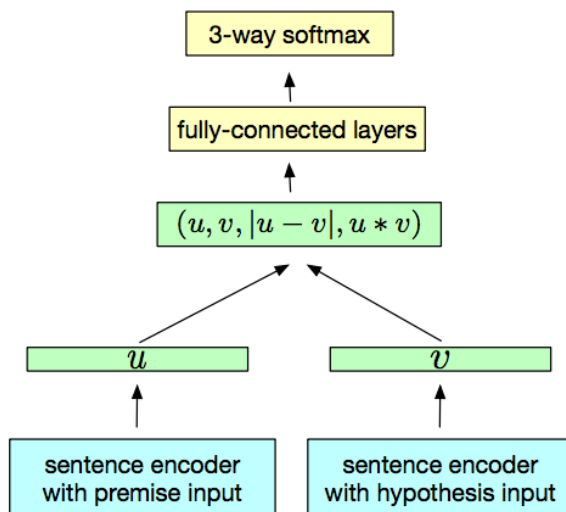 3-way softmax
fully-connected layers
(u, v, |u − v|, u ∗ v)
u
v
sentence encoder
with premise input
sentence encoder
with hypothesis input